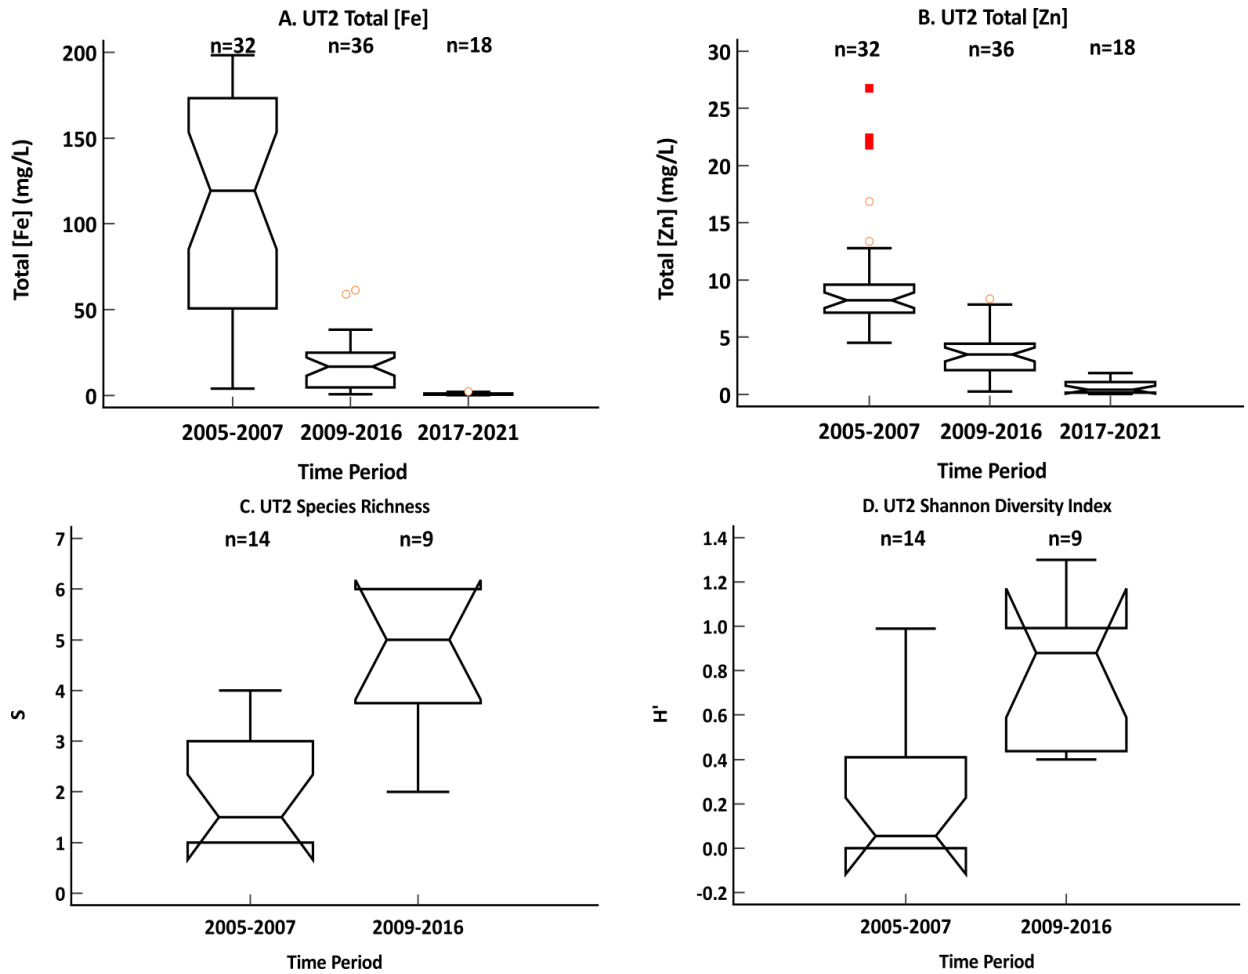 A. UT2 Total [Fe]
n=32 n=36 n=18
200
150
100
50
0
Total [Fe] (mg/L)
2005-2007 2009-2016 2017-2021
Time Period
B. UT2 Total [Zn]
n=32 n=36 n=18
30
25
20
15
10
5
0
Total [Zn] (mg/L)
2005-2007 2009-2016 2017-2021
Time Period
C. UT2 Species Richness
n=14 n=9
7
6
5
4
3
2
1
0
S
2005-2007 2009-2016
Time Period
D. UT2 Shannon Diversity Index
n=14 n=9
1.4
1.2
1.0
0.8
0.6
0.4
0.2
0.0
-0.2
H'
2005-2007 2009-2016
Time Period